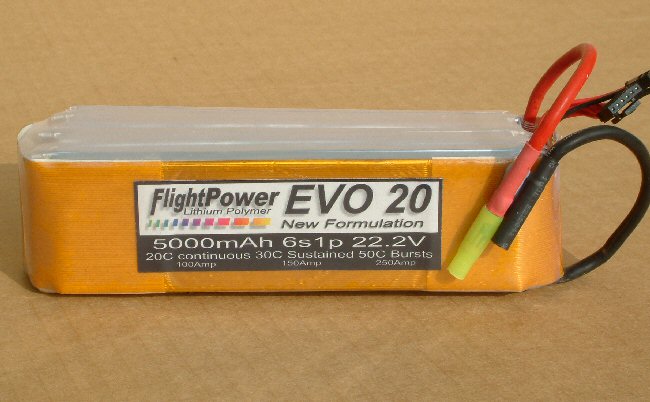 FlightPower EVO 20
Lithium Polymer
New Formulation
5000mAh 6s1p 22.2V
20C continuous 30C Sustained 50C Bursts
100Amp 150Amp 250Amp